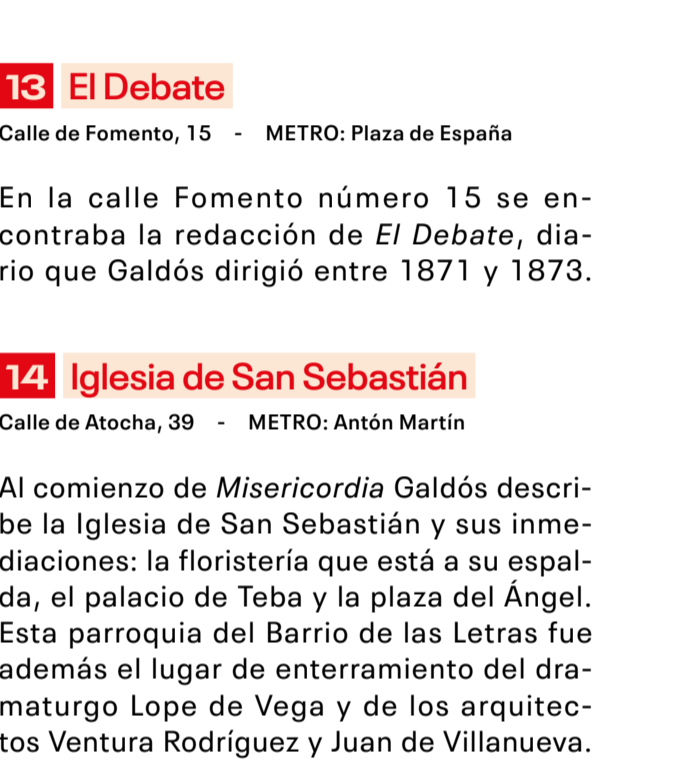 13 El Debate
Calle de Fomento, 15 - METRO: Plaza de España
En la calle Fomento número 15 se en-
contraba la redacción de El Debate, dia-
rio que Galdós dirigió entre 1871 y 1873.
14 Iglesia de San Sebastián
Calle de Atocha, 39 - METRO: Antón Martín
Al comienzo de Misericordia Galdós descri-
be la Iglesia de San Sebastián y sus inme-
diaciones: la floristería que está a su espal-
da, el palacio de Teba y la plaza del Ángel.
Esta parroquia del Barrio de las Letras fue
además el lugar de enterramiento del dra-
maturgo Lope de Vega y de los arquitec-
tos Ventura Rodríguez y Juan de Villanueva.